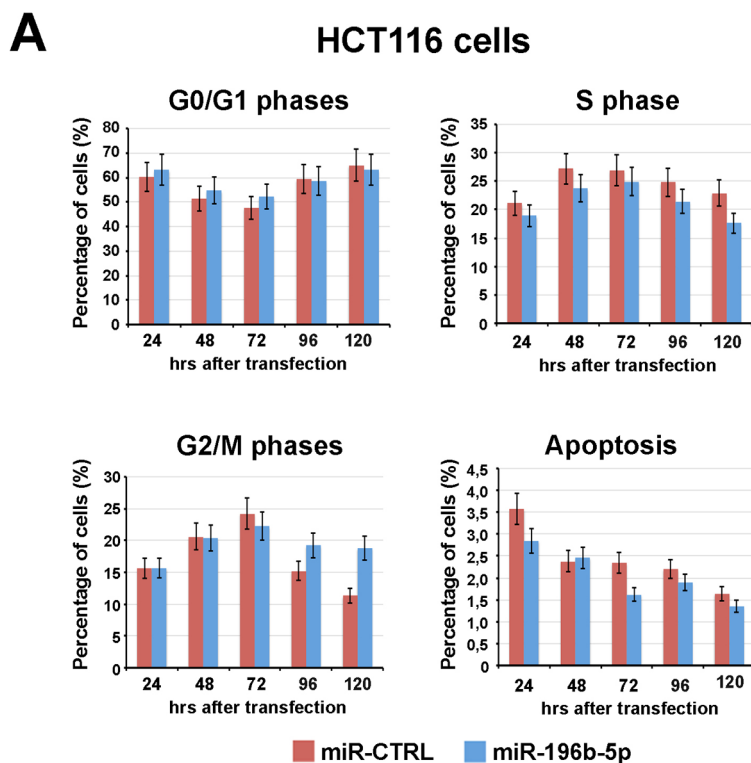 A
HCT116 cells
G0/G1 phases
Percentage of cells (%)
80
70
60
50
40
30
20
10
0
24 48 72 96 120
hrs after transfection
S phase
Percentage of cells (%)
35
30
25
20
15
10
5
0
24 48 72 96 120
hrs after transfection
G2/M phases
Percentage of cells (%)
30
25
20
15
10
5
0
24 48 72 96 120
hrs after transfection
Apoptosis
Percentage of cells (%)
4,5
4,0
3,5
3,0
2,5
2,0
1,5
1,0
0,5
0
24 48 72 96 120
hrs after transfection
miR-CTRL miR-196b-5p